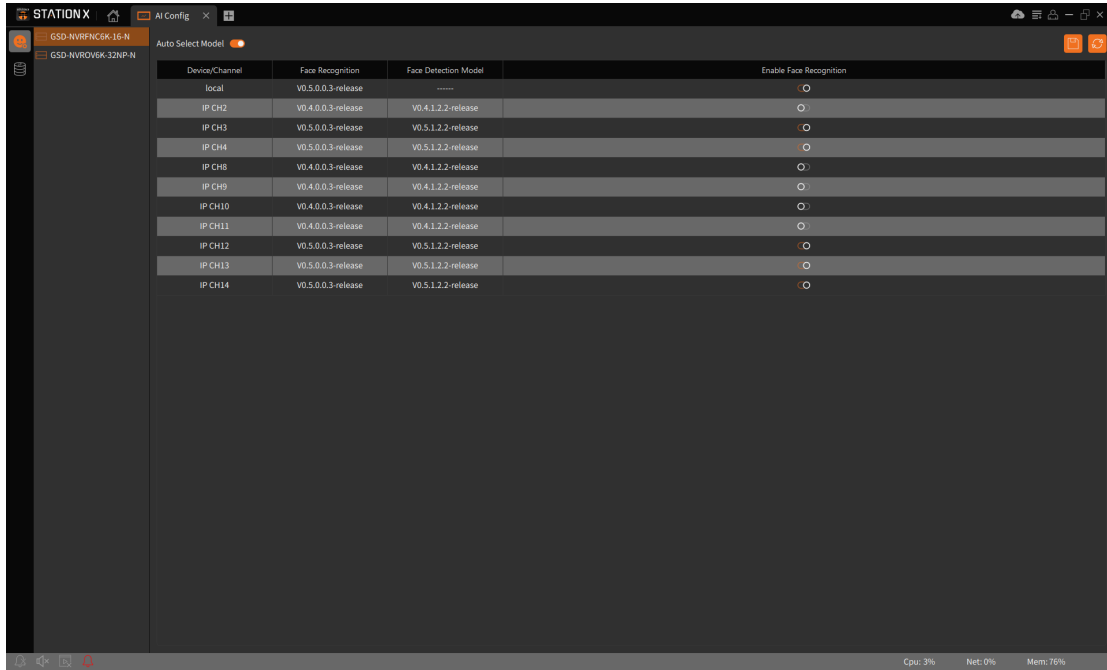 STATION X AI Config
GSD-NVRFNC6K-16-N
GSD-NVROV6K-32NP-N
Auto Select Model
Device/Channel Face Recognition Face Detection Model Enable Face Recognition
local V0.5.0.0.3-release ------
IP CH2 V0.4.0.0.3-release V0.4.1.2.2-release
IP CH3 V0.5.0.0.3-release V0.5.1.2.2-release
IP CH4 V0.5.0.0.3-release V0.5.1.2.2-release
IP CH8 V0.4.0.0.3-release V0.4.1.2.2-release
IP CH9 V0.4.0.0.3-release V0.4.1.2.2-release
IP CH10 V0.4.0.0.3-release V0.4.1.2.2-release
IP CH11 V0.4.0.0.3-release V0.4.1.2.2-release
IP CH12 V0.5.0.0.3-release V0.5.1.2.2-release
IP CH13 V0.5.0.0.3-release V0.5.1.2.2-release
IP CH14 V0.5.0.0.3-release V0.5.1.2.2-release
Cpu: 3% Net: 0% Mem: 76%